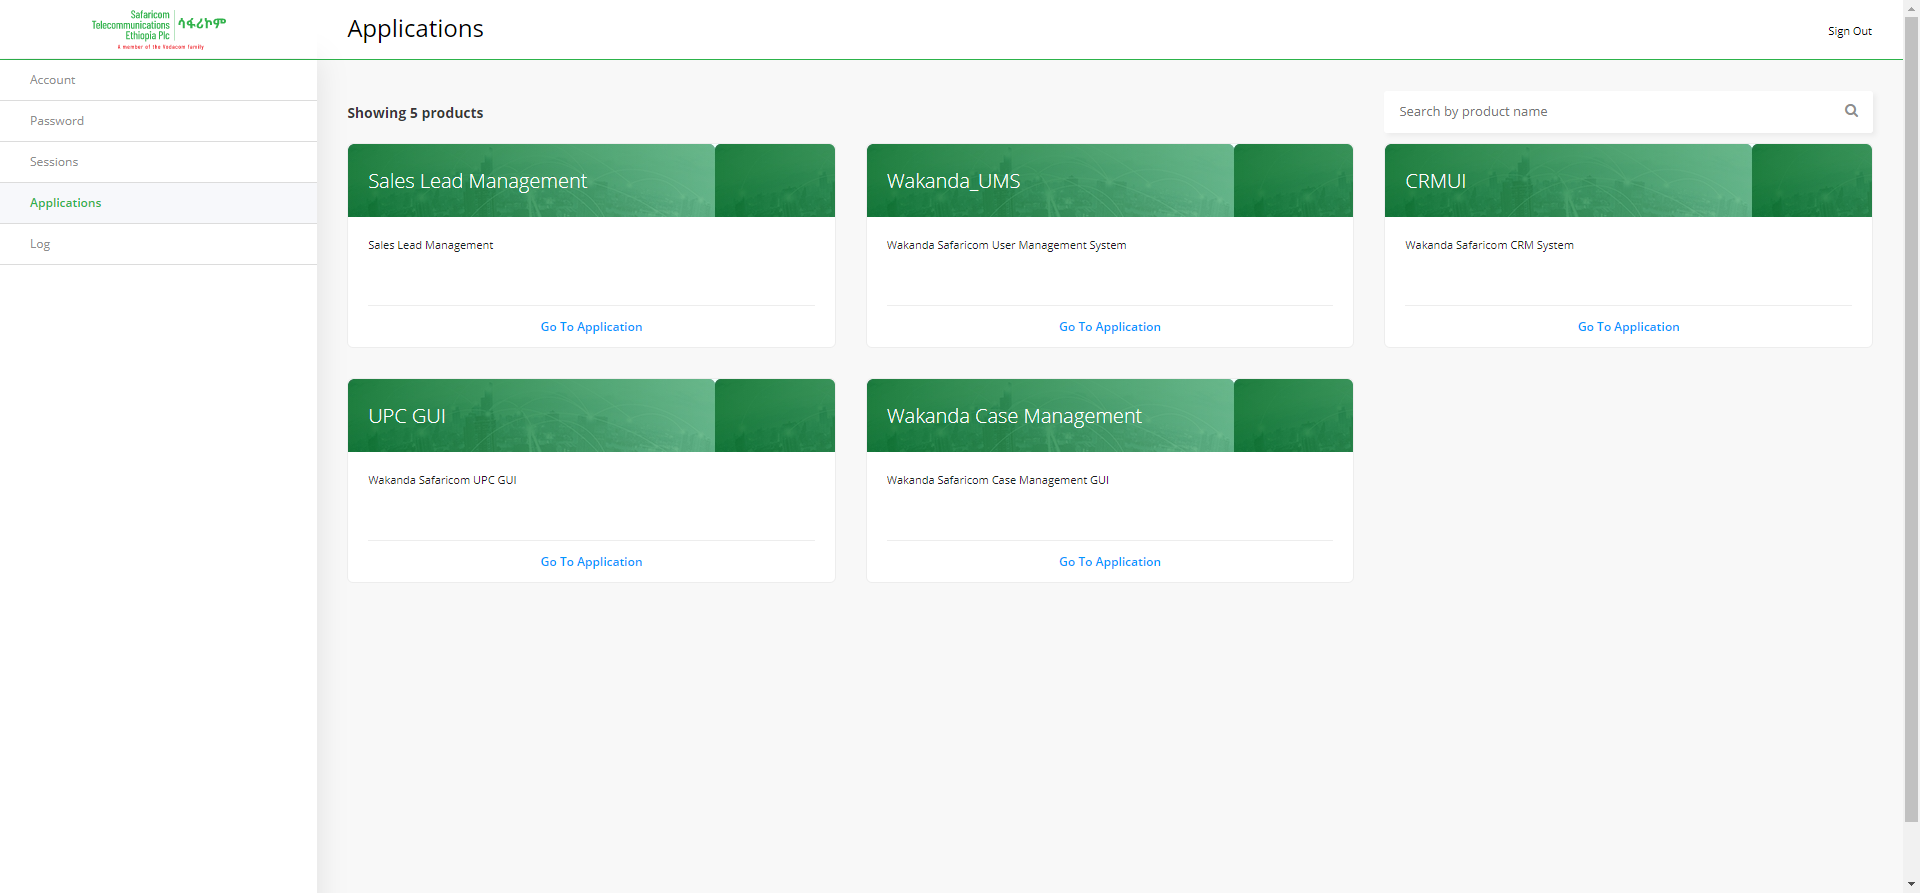 Safaricom
Telecommunications
Ethiopia Plc
ሳፋሪኮም
A member of the Vodacom family
Applications
Sign Out
Account
Password
Sessions
Applications
Log
Showing 5 products
Search by product name
Sales Lead Management
Sales Lead Management
Go To Application
Wakanda_UMS
Wakanda Safaricom User Management System
Go To Application
CRMUI
Wakanda Safaricom CRM System
Go To Application
UPC GUI
Wakanda Safaricom UPC GUI
Go To Application
Wakanda Case Management
Wakanda Safaricom Case Management GUI
Go To Application